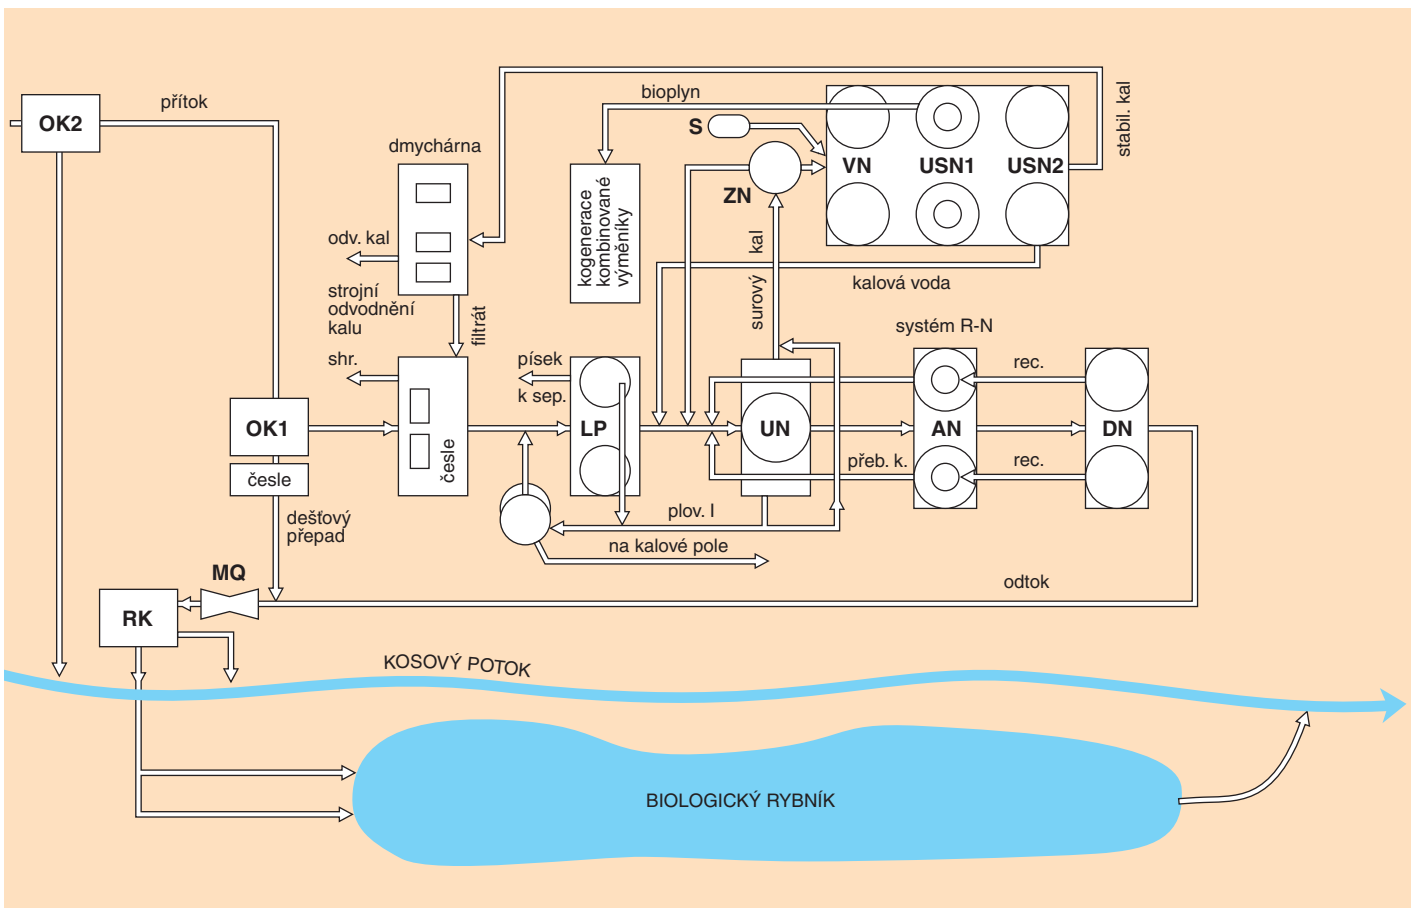 přítok
OK2
bioplyn
S
stabil. kal
dmychárna
VN
USN1
USN2
ZN
kogenerace
kombinované
výměníky
odv. kal
surový
kal
kalová voda
strojní
odvodnění
kalu
filtrát
systém R-N
shr.
písek
k sep.
rec.
OK1
LP
UN
AN
DN
česle
česle
přeb. k.
rec.
dešťový
přepad
plov. I
na kalové pole
MQ
odtok
RK
KOSOVÝ POTOK
BIOLOGICKÝ RYBNÍK